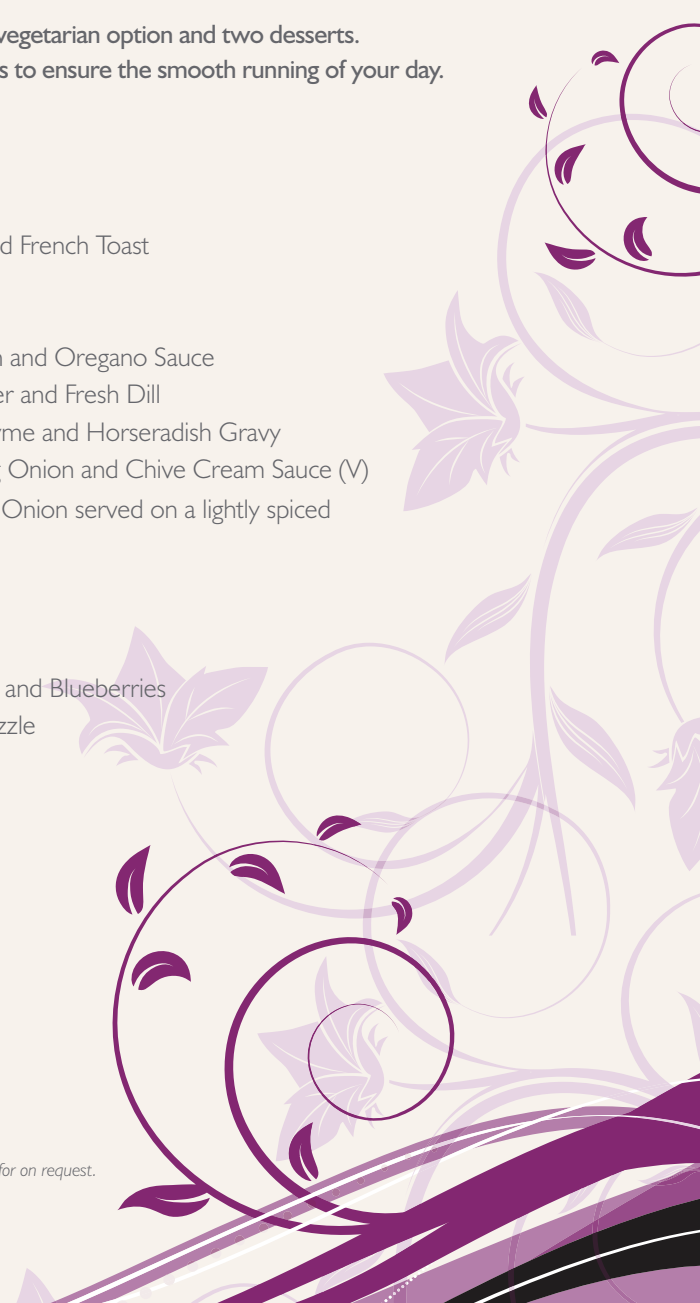 vegetarian option and two desserts.
s to ensure the smooth running of your day.
d French Toast
and Oregano Sauce
er and Fresh Dill
yme and Horseradish Gravy
Onion and Chive Cream Sauce (V)
Onion served on a lightly spiced
and Blueberries
zzle
for on request.